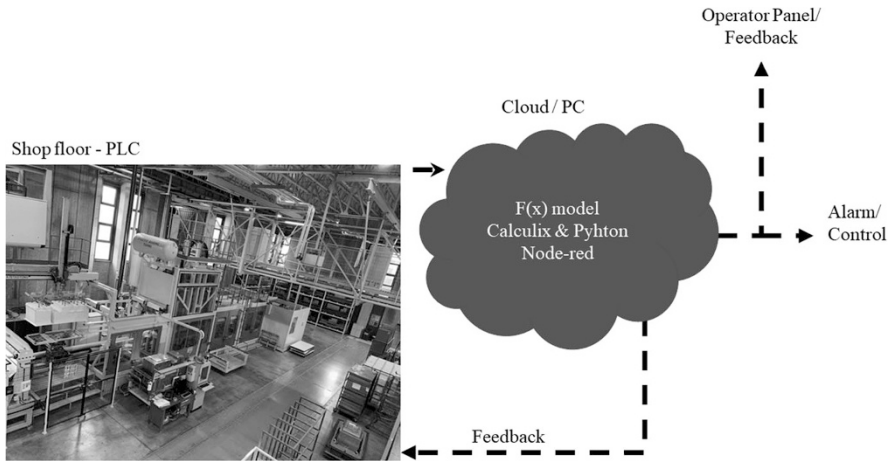 Operator Panel/
Feedback
Cloud / PC
Shop floor - PLC
F(x) model
Calculix & Pyhton
Node-red
Alarm/
Control
Feedback